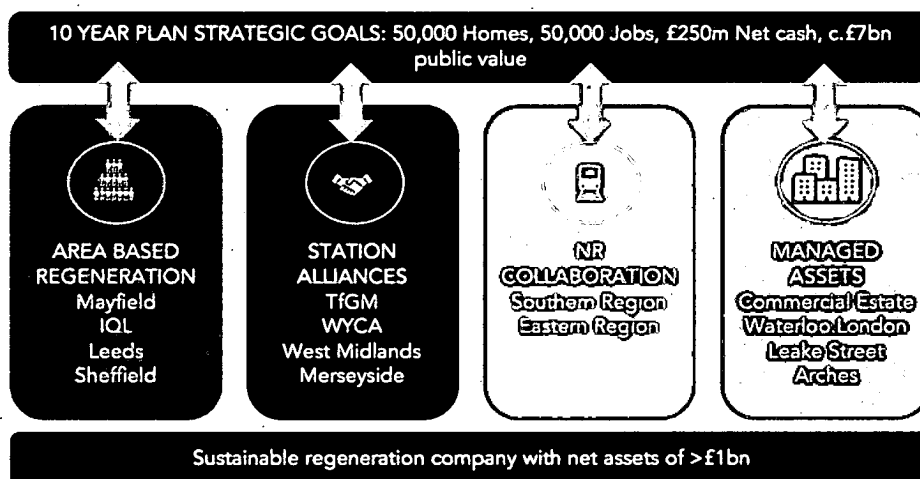 10 YEAR PLAN STRATEGIC GOALS: 50,000 Homes, 50,000 Jobs, £250m Net cash, c.£7bn
public value
AREA BASED
REGENERATION
Mayfield
IQL
Leeds
Sheffield
STATION
ALLIANCES
TfGM
WYCA
West Midlands
Merseyside
NR
COLLABORATION
Southern Region
Eastern Region
MANAGED
ASSETS
Commercial Estate
Waterloo London
Leake Street
Arches
Sustainable regeneration company with net assets of >£1bn